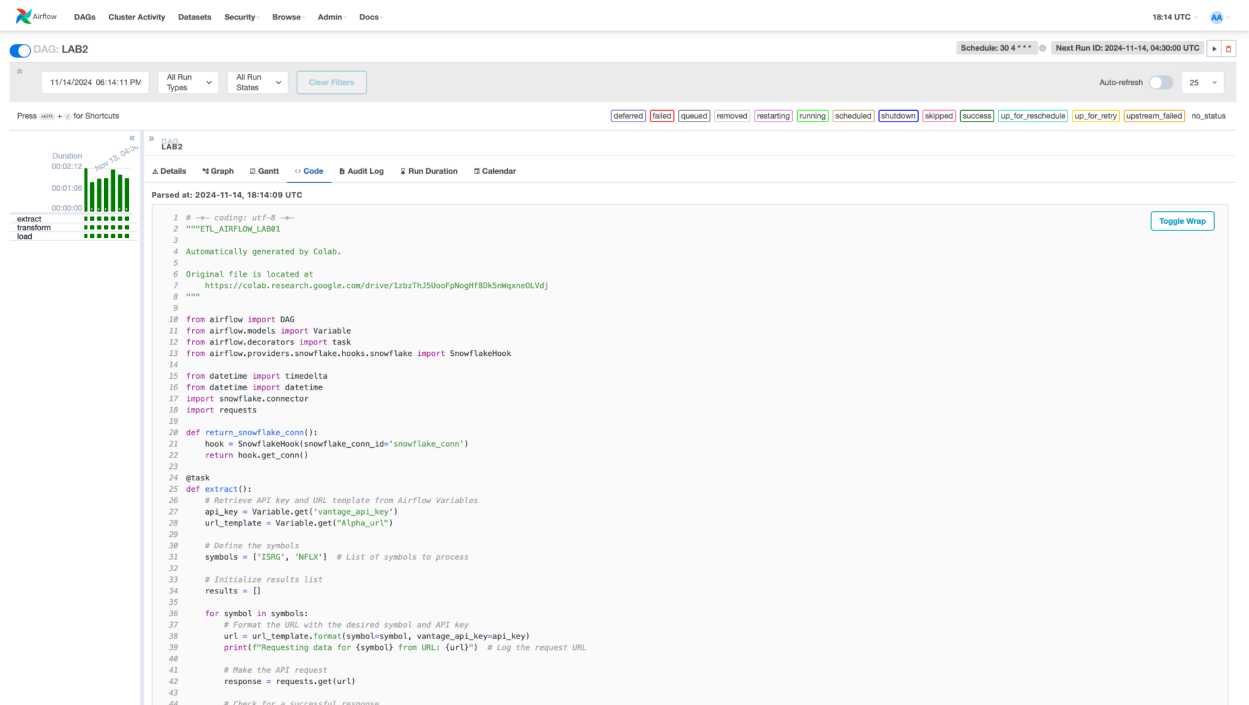 Airflow DAGs Cluster Activity Datasets Security Browse Admin Docs 18:14 UTC AA
DAG: LAB2
Schedule: 30 4 * * * Next Run ID: 2024-11-14, 04:30:00 UTC
11/14/2024 06:14:11 PM
All Run Types
All Run States
Clear Filters
Auto-refresh
25
Press shift + / for Shortcuts
deferred failed queued removed restarting running scheduled shutdown skipped success up_for_reschedule up_for_retry upstream_failed no_status
Duration
00:02:12
00:01:06
00:00:00
Nov 13, 04:30
extract
transform
load
DAG
LAB2
Details Graph Gantt Code Audit Log Run Duration Calendar
Parsed at: 2024-11-14, 18:14:09 UTC
Toggle Wrap
1 # -*- coding: utf-8 -*-
2 """ETL_AIRFLOW_LAB01
3
4 Automatically generated by Colab.
5
6 Original file is located at
7     https://colab.research.google.com/drive/1zbzThJ5UooFpNogHf8Dk5nWqxneOLVdj
8 """
9
10 from airflow import DAG
11 from airflow.models import Variable
12 from airflow.decorators import task
13 from airflow.providers.snowflake.hooks.snowflake import SnowflakeHook
14
15 from datetime import timedelta
16 from datetime import datetime
17 import snowflake.connector
18 import requests
19
20 def return_snowflake_conn():
21     hook = SnowflakeHook(snowflake_conn_id='snowflake_conn')
22     return hook.get_conn()
23
24 @task
25 def extract():
26     # Retrieve API key and URL template from Airflow Variables
27     api_key = Variable.get('vantage_api_key')
28     url_template = Variable.get("Alpha_url")
29
30     # Define the symbols
31     symbols = ['ISRG', 'NFLX']  # List of symbols to process
32
33     # Initialize results list
34     results = []
35
36     for symbol in symbols:
37         # Format the URL with the desired symbol and API key
38         url = url_template.format(symbol=symbol, vantage_api_key=api_key)
39         print(f"Requesting data for {symbol} from URL: {url}")  # Log the request URL
40
41         # Make the API request
42         response = requests.get(url)
43
44         # Check for a successful response